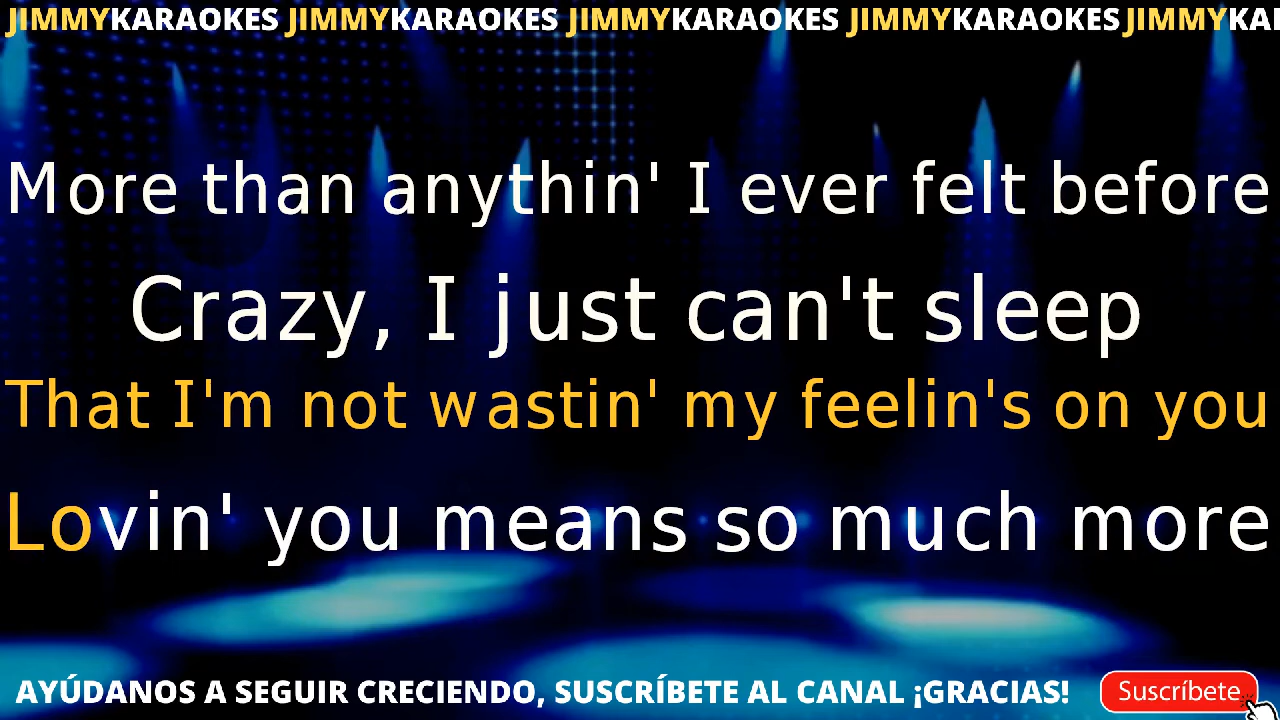 JIMMYKARAOKES JIMMYKARAOKES JIMMYKARAOKES JIMMYKARAOKES JIMMYKAI
More than anythin' I ever felt before
Crazy, I just can't sleep
That I'm not wastin' my feelin's on you
Lovin' you means so much more
AYÚDANOS A SEGUIR CRECIENDO, SUSCRÍBETE AL CANAL ¡GRACIAS! Suscríbete